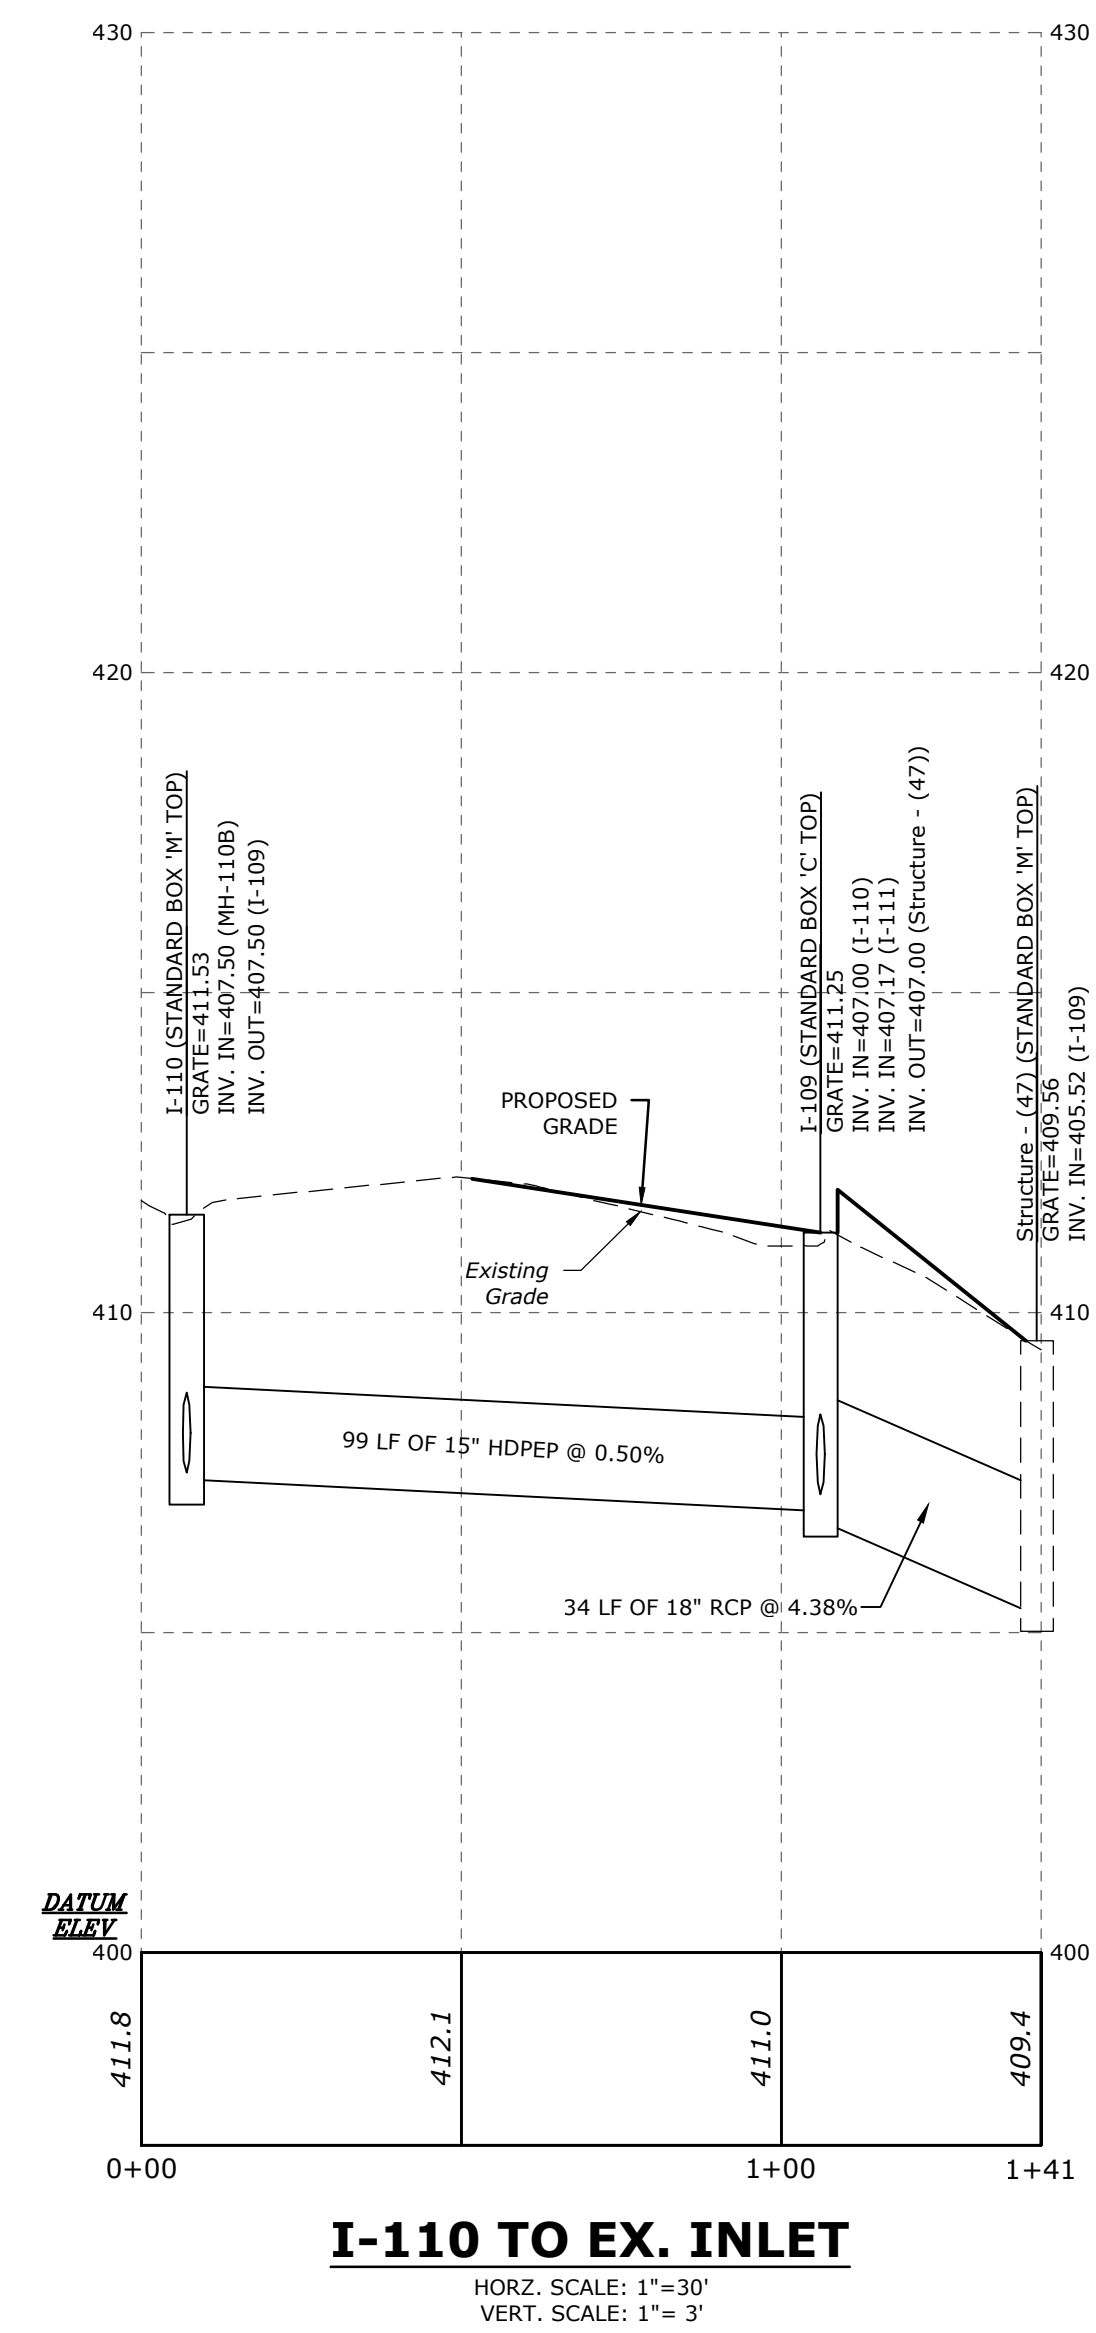 430
430
420
420
I-110 (STANDARD BOX 'M' TOP)
GRATE=411.53
INV. IN=407.50 (MH-110B)
INV. OUT=407.50 (I-109)
I-109 (STANDARD BOX 'C' TOP)
GRATE=411.25
INV. IN=407.00 (I-110)
INV. IN=407.17 (I-111)
INV. OUT=407.00 (Structure - (47))
Structure - (47) (STANDARD BOX 'M' TOP)
GRATE=409.56
INV. IN=405.52 (I-109)
PROPOSED
GRADE
Existing
Grade
410
410
99 LF OF 15" HDPEP @ 0.50%
34 LF OF 18" RCP @ 4.38%
DATUM
ELEV
400
400
411.8
412.1
411.0
409.4
0+00
1+00
1+41
I-110 TO EX. INLET
HORZ. SCALE: 1"=30'
VERT. SCALE: 1"= 3'